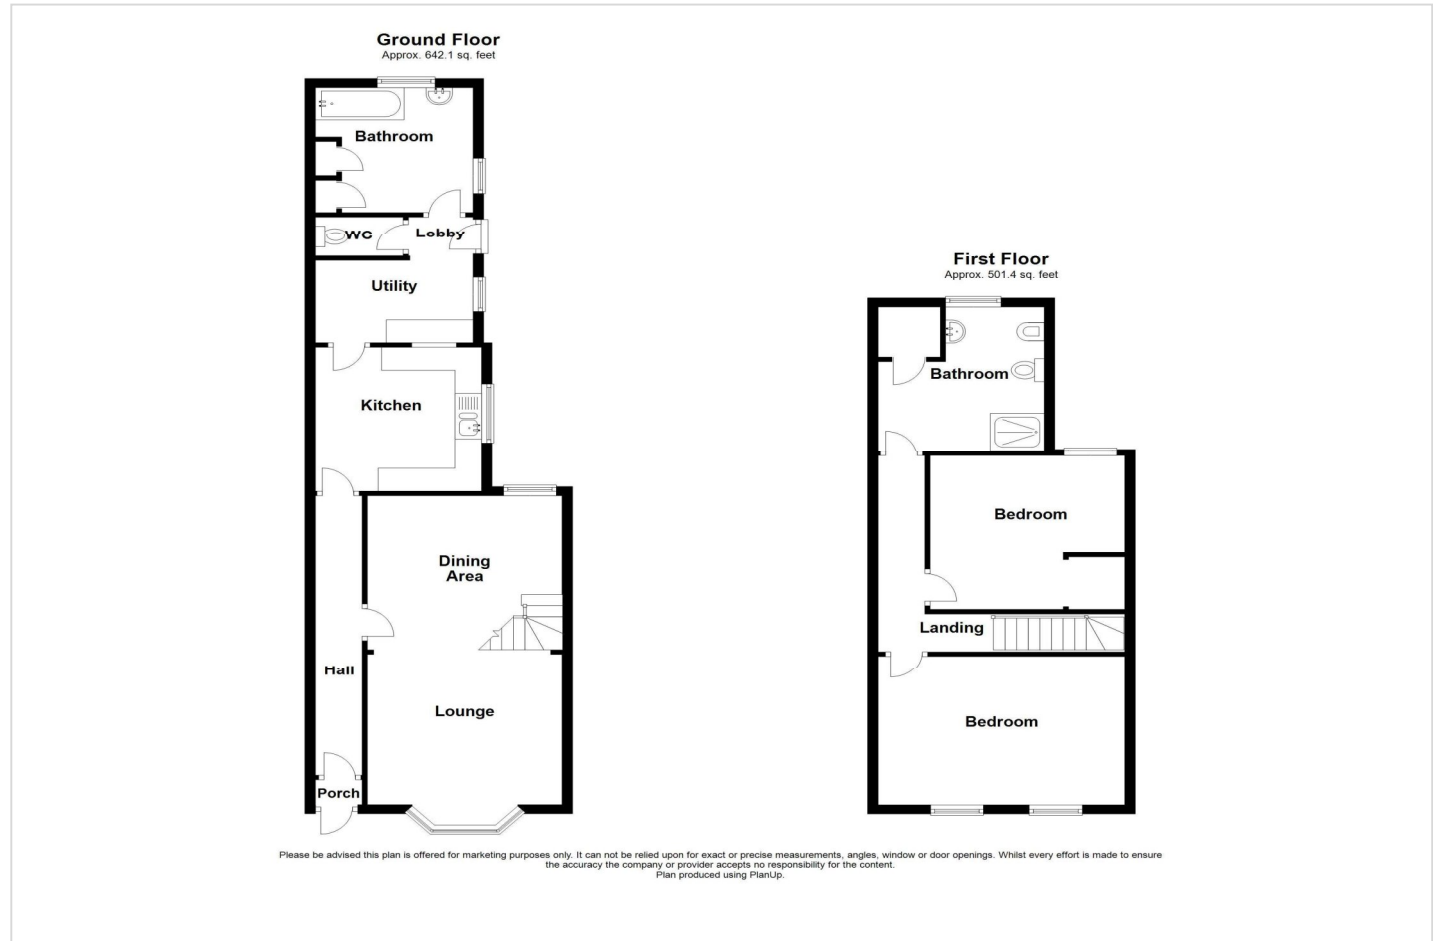 Ground Floor
Approx. 642.1 sq. feet
Bathroom
WC
Lobby
Utility
Kitchen
Dining
Area
Hall
Lounge
Porch
First Floor
Approx. 501.4 sq. feet
Bathroom
Bedroom
Landing
Bedroom
Please be advised this plan is offered for marketing purposes only. It can not be relied upon for exact or precise measurements, angles, window or door openings. Whilst every effort is made to ensure
the accuracy the company or provider accepts no responsibility for the content.
Plan produced using PlanUp.